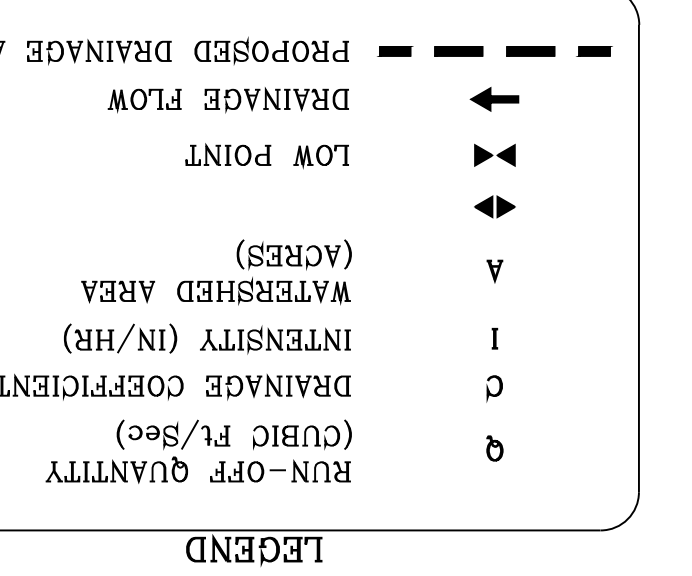 LEGEND
Q RUN-OFF QUANTITY
(CUBIC Ft/Sec)
C DRAINAGE COEFFICIENT
I INTENSITY (IN/HR)
A WATERSHED AREA
(ACRES)
LOW POINT
DRAINAGE FLOW
PROPOSED DRAINAGE A